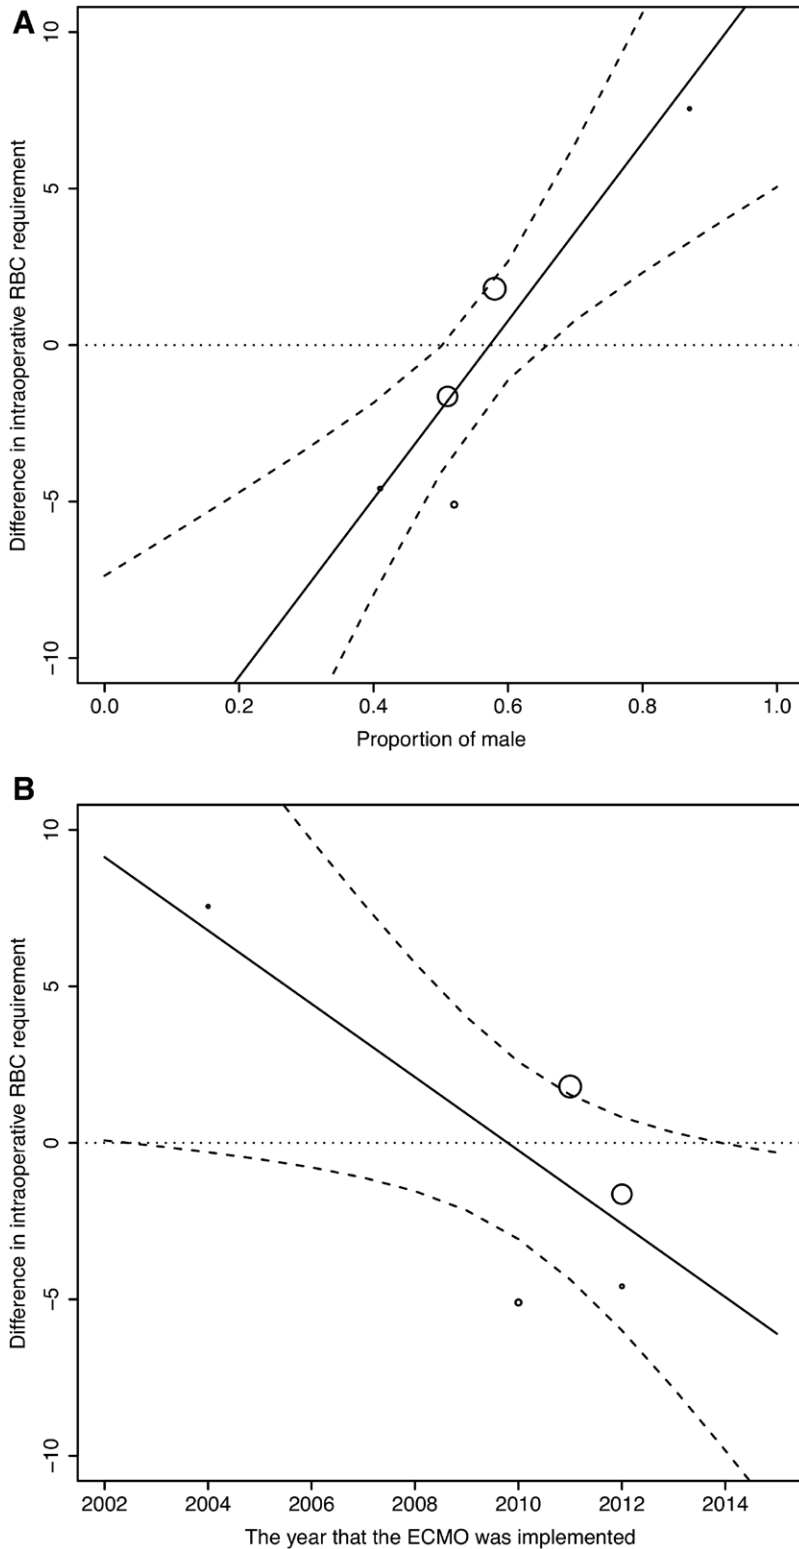 A
10
5
0
−5
−10
Difference in intraoperative RBC requirement
0.0 0.2 0.4 0.6 0.8 1.0
Proportion of male
B
10
5
0
−5
−10
Difference in intraoperative RBC requirement
2002 2004 2006 2008 2010 2012 2014
The year that the ECMO was implemented